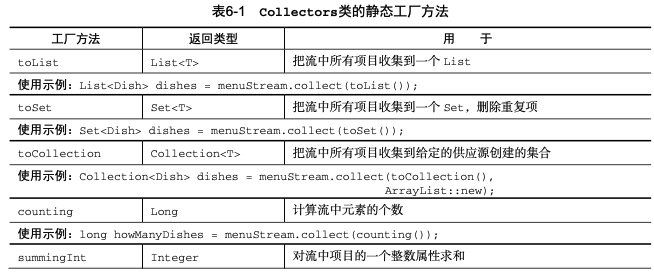 表6-1 Collectors类的静态工厂方法
工厂方法 返回类型 用 于
toList List<T> 把流中所有项目收集到一个 List
使用示例：List<Dish> dishes = menuStream.collect(toList());
toSet Set<T> 把流中所有项目收集到一个 Set，删除重复项
使用示例：Set<Dish> dishes = menuStream.collect(toSet());
toCollection Collection<T> 把流中所有项目收集到给定的供应源创建的集合
使用示例：Collection<Dish> dishes = menuStream.collect(toCollection(),
ArrayList::new);
counting Long 计算流中元素的个数
使用示例：long howManyDishes = menuStream.collect(counting());
summingInt Integer 对流中项目的一个整数属性求和